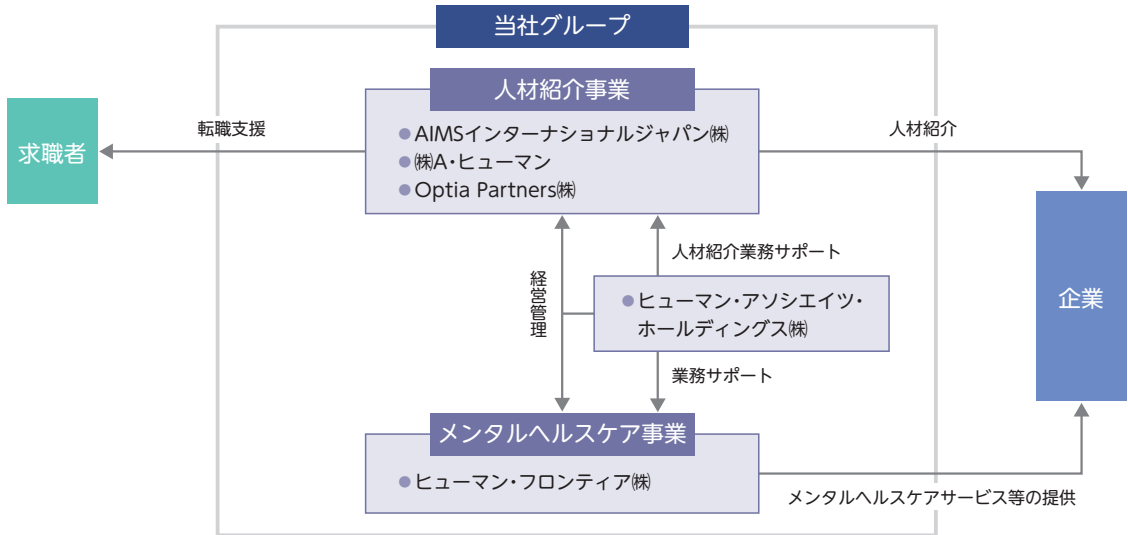 当社グループ
人材紹介事業
求職者
転職支援
●AIMSインターナショナルジャパン㈱
●㈱A・ヒューマン
●Optia Partners㈱
人材紹介
人材紹介業務サポート
経営管理
●ヒューマン・アソシエイツ・
ホールディングス㈱
企業
業務サポート
メンタルヘルスケア事業
●ヒューマン・フロンティア㈱
メンタルヘルスケアサービス等の提供